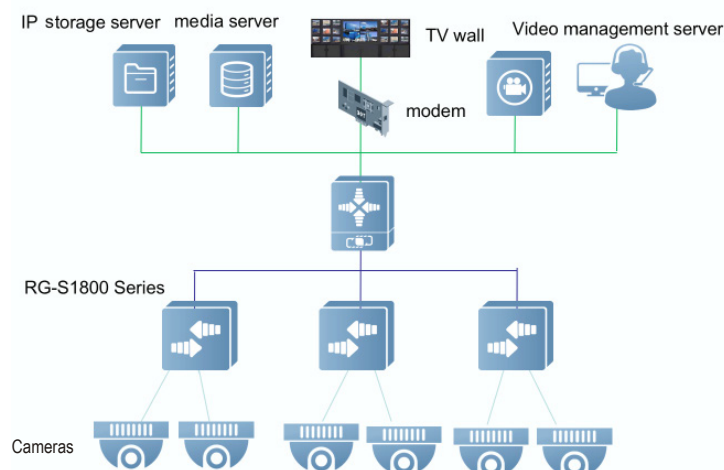 IP storage server
media server
TV wall
Video management server
modem
RG-S1800 Series
Cameras